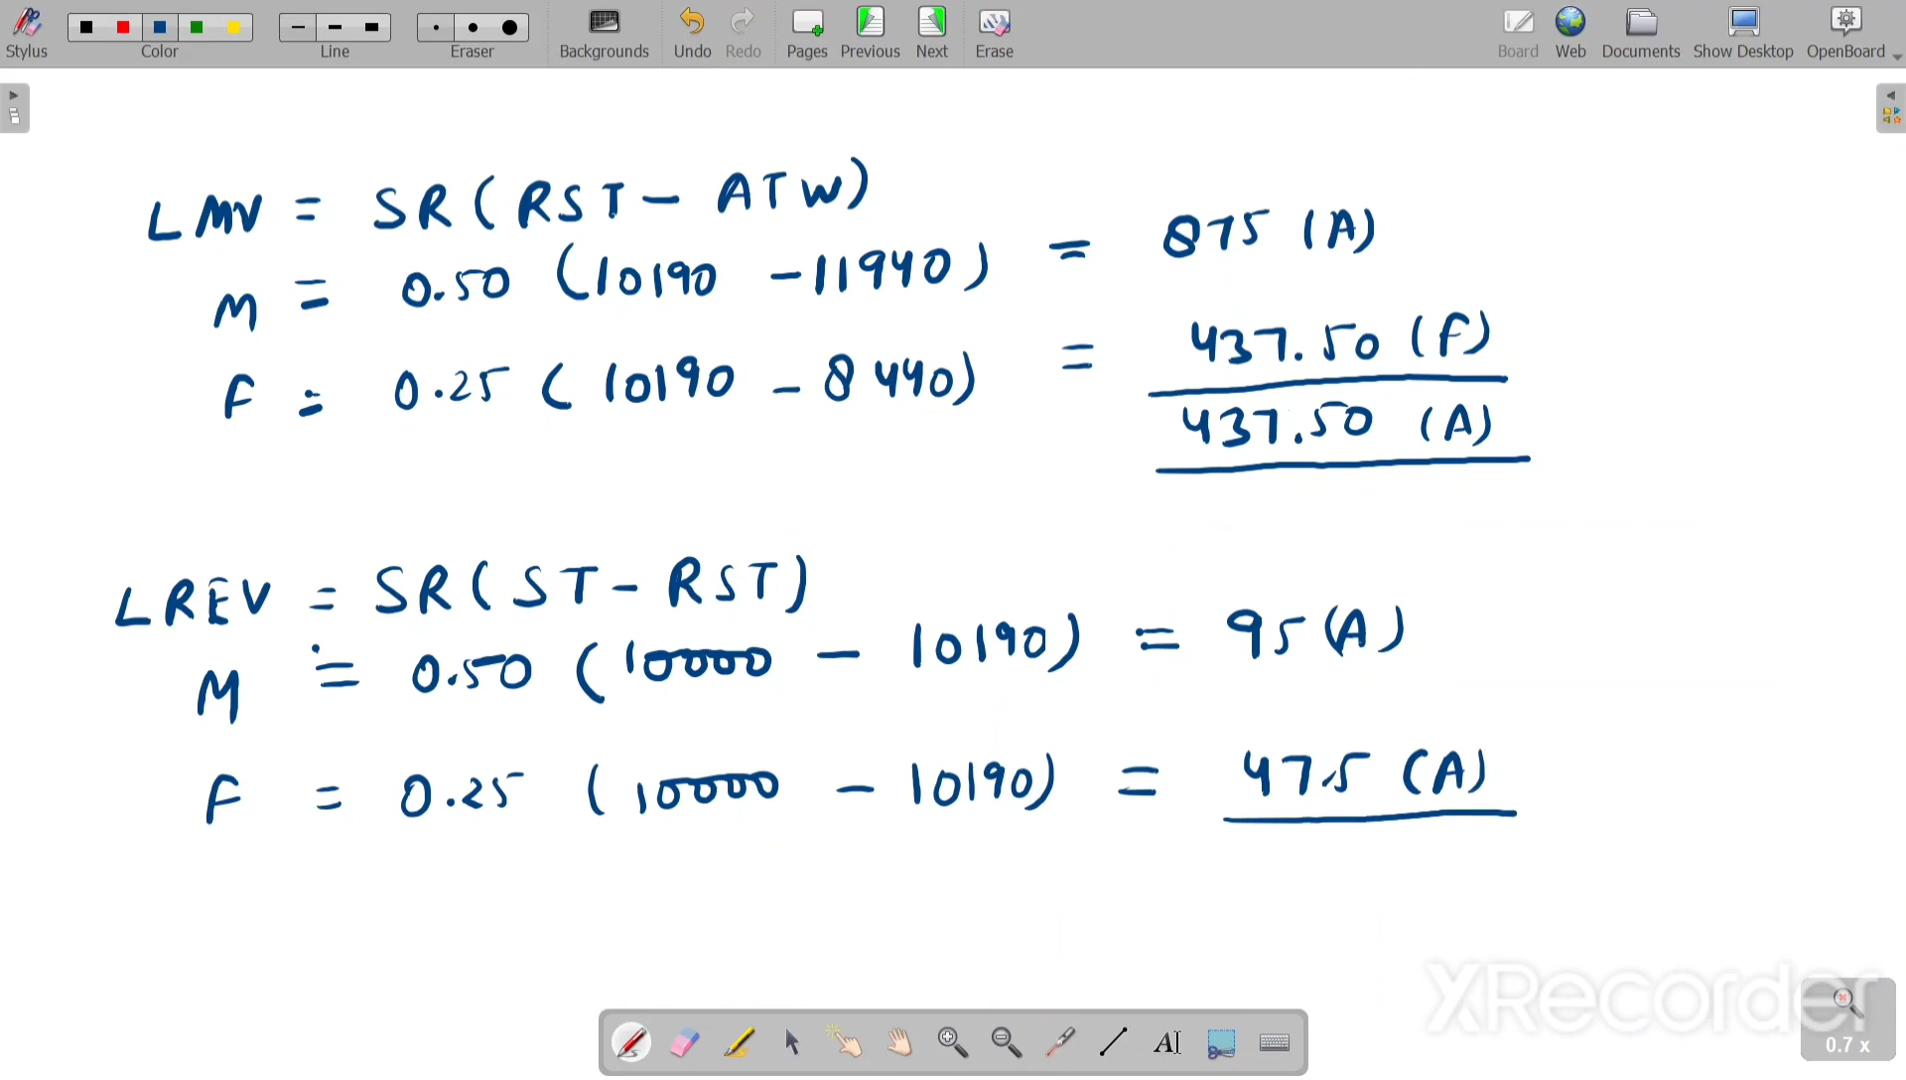 Stylus Color Line Eraser Backgrounds Undo Redo Pages Previous Next Erase Board Web Documents Show Desktop OpenBoard
LMV = SR(RST - ATW)
M = 0.50 (10190 - 11940) = 875 (A)
F = 0.25 (10190 - 8440) = 437.50 (F)
437.50 (A)
LREV = SR(ST - RST)
M = 0.50 (10000 - 10190) = 95 (A)
F = 0.25 (10000 - 10190) = 47.5 (A)
XRecorder
0.7 x